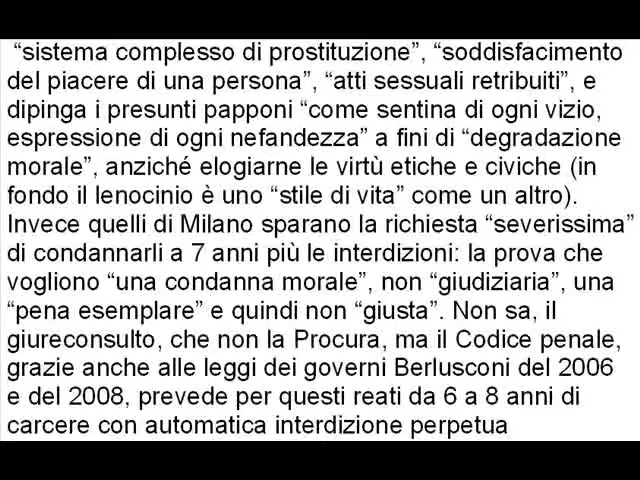 “sistema complesso di prostituzione”, “soddisfacimento
del piacere di una persona”, “atti sessuali retribuiti”, e
dipinga i presunti papponi “come sentina di ogni vizio,
espressione di ogni nefandezza” a fini di “degradazione
morale”, anziché elogiarne le virtù etiche e civiche (in
fondo il lenocinio è uno “stile di vita” come un altro).
Invece quelli di Milano sparano la richiesta “severissima”
di condannarli a 7 anni più le interdizioni: la prova che
vogliono “una condanna morale”, non “giudiziaria”, una
“pena esemplare” e quindi non “giusta”. Non sa, il
giureconsulto, che non la Procura, ma il Codice penale,
grazie anche alle leggi dei governi Berlusconi del 2006
e del 2008, prevede per questi reati da 6 a 8 anni di
carcere con automatica interdizione perpetua